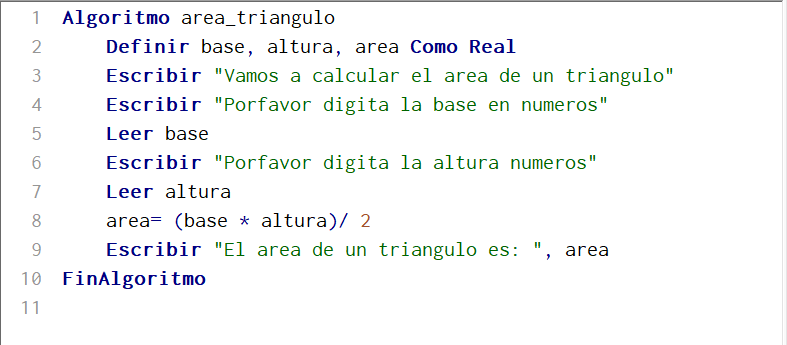 1 Algoritmo area_triangulo
2 Definir base, altura, area Como Real
3 Escribir "Vamos a calcular el area de un triangulo"
4 Escribir "Porfavor digita la base en numeros"
5 Leer base
6 Escribir "Porfavor digita la altura numeros"
7 Leer altura
8 area= (base * altura)/ 2
9 Escribir "El area de un triangulo es: ", area
10 FinAlgoritmo
11